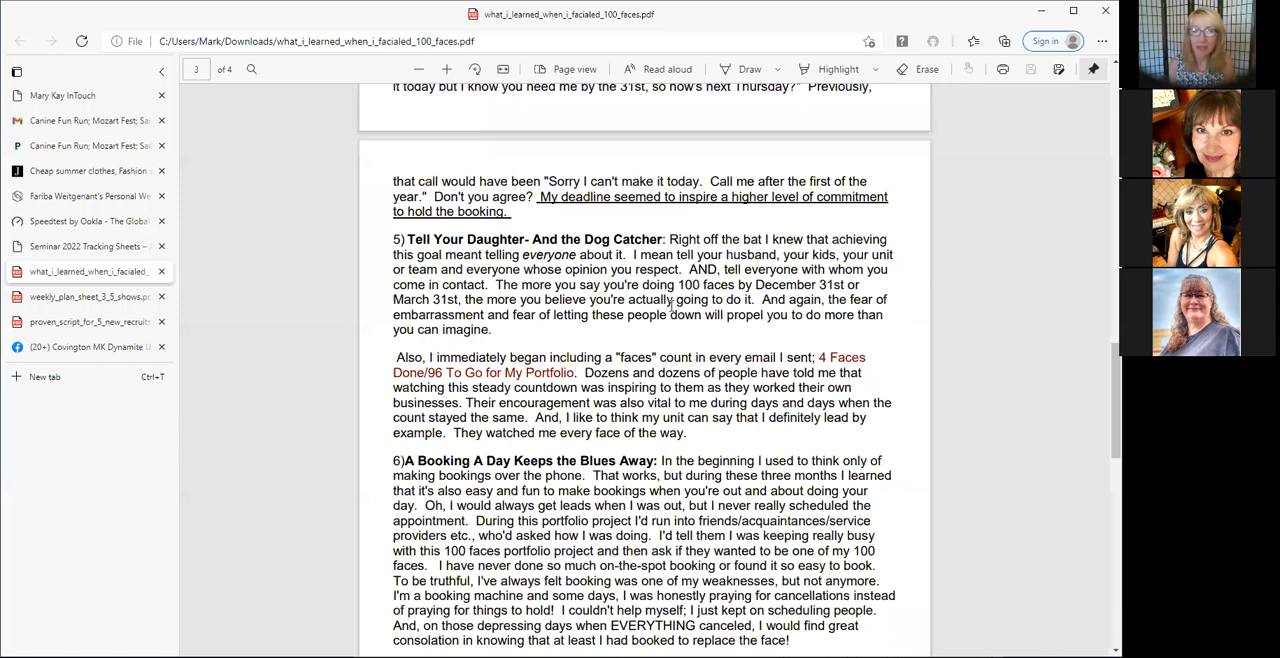 what_i_learned_when_i_facialed_100_faces.pdf
File
C:/Users/Mark/Downloads/what_i_learned_when_i_facialed_100_faces.pdf
Sign in
3 of 4
Page view
Read aloud
Draw
Highlight
Erase
Mary Kay InTouch
Canine Fun Run; Mozart Fest; Sa
Canine Fun Run; Mozart Fest; Sa
Cheap summer clothes, Fashion s
Fariba Weitgenant's Personal We
Speedtest by Ookla - The Global
Seminar 2022 Tracking Sheets –
what_i_learned_when_i_facialed_
weekly_plan_sheet_3_5_shows.pd
proven_script_for_5_new_recruit
(20+) Covington MK Dynamite U
New tab
Ctrl+T
it today but I know you need me by the 31st, so how's next Thursday?" Previously,
that call would have been "Sorry I can't make it today. Call me after the first of the
year." Don't you agree? My deadline seemed to inspire a higher level of commitment
to hold the booking.
5) Tell Your Daughter- And the Dog Catcher: Right off the bat I knew that achieving
this goal meant telling everyone about it. I mean tell your husband, your kids, your unit
or team and everyone whose opinion you respect. AND, tell everyone with whom you
come in contact. The more you say you're doing 100 faces by December 31st or
March 31st, the more you believe you're actually going to do it. And again, the fear of
embarrassment and fear of letting these people down will propel you to do more than
you can imagine.
Also, I immediately began including a "faces" count in every email I sent; 4 Faces
Done/96 To Go for My Portfolio. Dozens and dozens of people have told me that
watching this steady countdown was inspiring to them as they worked their own
businesses. Their encouragement was also vital to me during days and days when the
count stayed the same. And, I like to think my unit can say that I definitely lead by
example. They watched me every face of the way.
6)A Booking A Day Keeps the Blues Away: In the beginning I used to think only of
making bookings over the phone. That works, but during these three months I learned
that it's also easy and fun to make bookings when you're out and about doing your
day. Oh, I would always get leads when I was out, but I never really scheduled the
appointment. During this portfolio project I'd run into friends/acquaintances/service
providers etc., who'd asked how I was doing. I'd tell them I was keeping really busy
with this 100 faces portfolio project and then ask if they wanted to be one of my 100
faces. I have never done so much on-the-spot booking or found it so easy to book.
To be truthful, I've always felt booking was one of my weaknesses, but not anymore.
I'm a booking machine and some days, I was honestly praying for cancellations instead
of praying for things to hold! I couldn't help myself; I just kept on scheduling people.
And, on those depressing days when EVERYTHING canceled, I would find great
consolation in knowing that at least I had booked to replace the face!